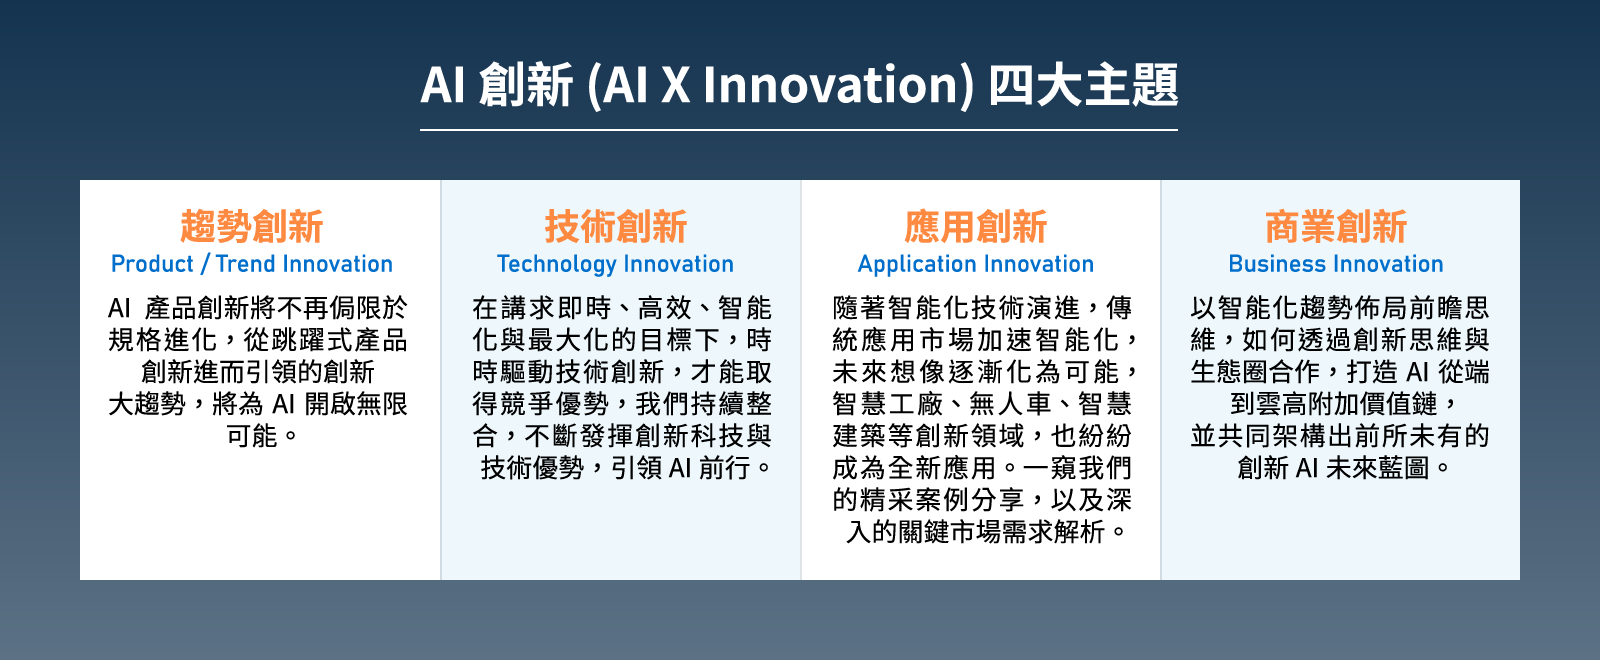 AI 創新 (AI X Innovation) 四大主題
趨勢創新
Product / Trend Innovation
AI 產品創新將不再侷限於
規格進化，從跳躍式產品
創新進而引領的創新
大趨勢，將為 AI 開啟無限
可能。
技術創新
Technology Innovation
在講求即時、高效、智能
化與最大化的目標下，時
時驅動技術創新，才能取
得競爭優勢，我們持續整
合，不斷發揮創新科技與
技術優勢，引領 AI 前行。
應用創新
Application Innovation
隨著智能化技術演進，傳
統應用市場加速智能化，
未來想像逐漸化為可能，
智慧工廠、無人車、智慧
建築等創新領域，也紛紛
成為全新應用。一窺我們
的精采案例分享，以及深
入的關鍵市場需求解析。
商業創新
Business Innovation
以智能化趨勢佈局前瞻思
維，如何透過創新思維與
生態圈合作，打造 AI 從端
到雲高附加價值鏈，
並共同架構出前所未有的
創新 AI 未來藍圖。